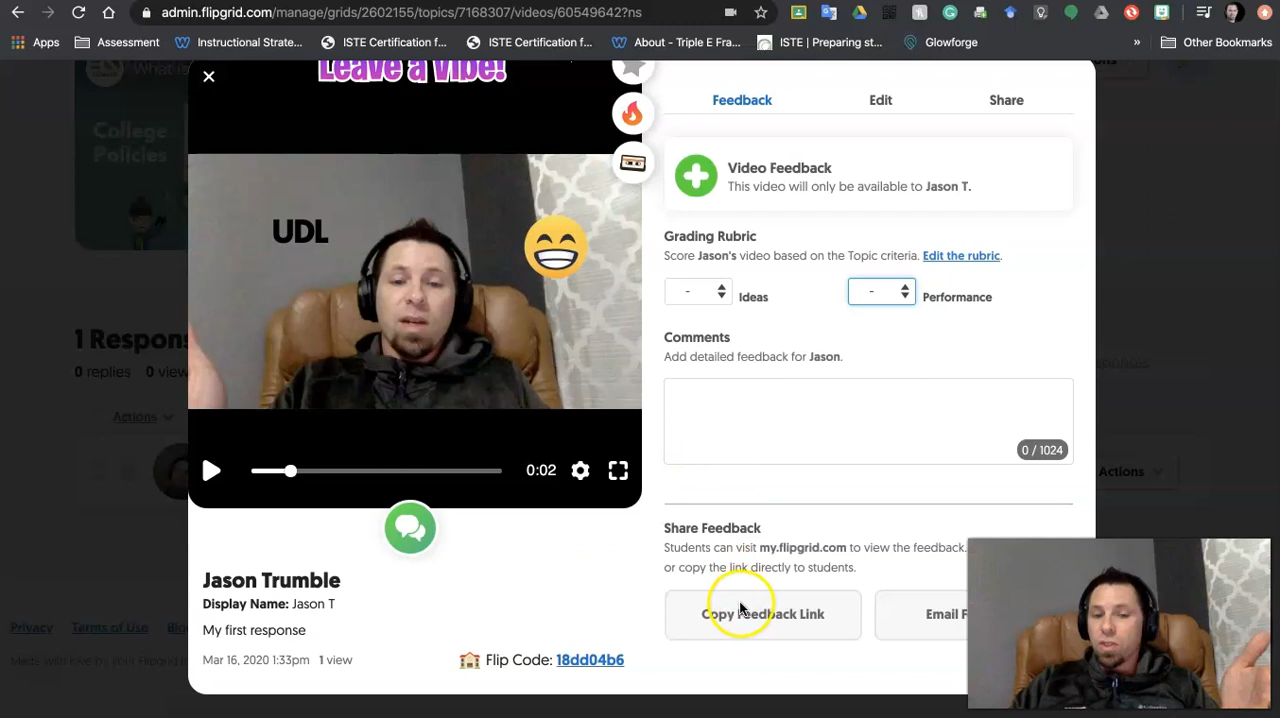 admin.flipgrid.com/manage/grids/2602155/topics/7168307/videos/60549642?ns
Apps
Assessment
Instructional Strate...
ISTE Certification f...
ISTE Certification f...
About - Triple E Fra...
ISTE | Preparing st...
Glowforge
»
Other Bookmarks
Leave a vibe!
Feedback
Edit
Share
College
Policies
Video Feedback
This video will only be available to Jason T.
UDL
Grading Rubric
Score Jason's video based on the Topic criteria. Edit the rubric.
- Ideas
- Performance
1 Respon
0 replies 0 view
Comments
Add detailed feedback for Jason.
Actions
0 / 1024
0:02
Actions
Share Feedback
Students can visit my.flipgrid.com to view the feedback.
or copy the link directly to students.
Jason Trumble
Display Name: Jason T
Copy Feedback Link
Email F
My first response
Privacy
Terms of Use
Mar 16, 2020 1:33pm 1 view
Flip Code: 18dd04b6